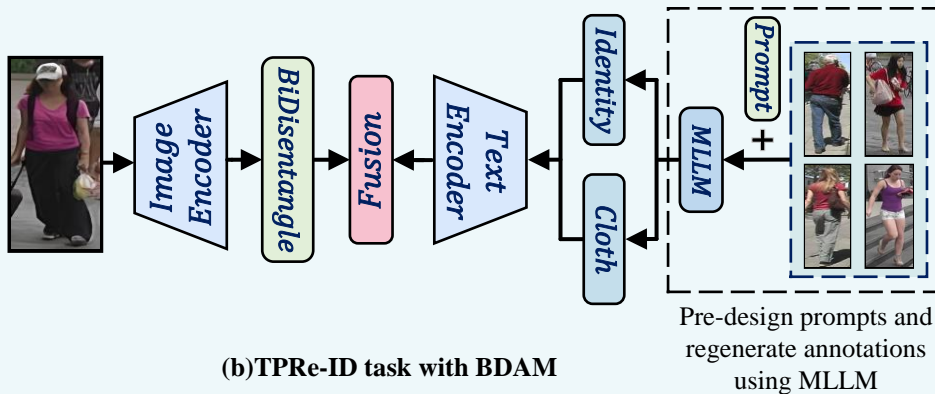 Image
Encoder
BiDisentangle
Fusion
Text
Encoder
Identity
Cloth
MLLM
Prompt
+
Pre-design prompts and
regenerate annotations
using MLLM
(b)TPRe-ID task with BDAM